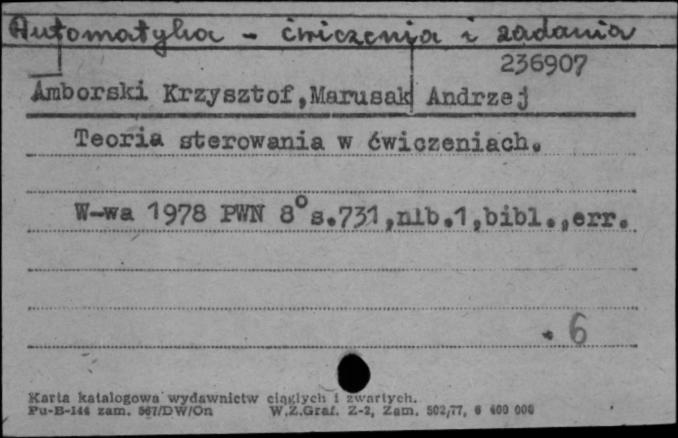 Automatyka - ćwiczenia i zadania
236907
Amborski Krzysztof, Marusak Andrzej
Teoria sterowania w ćwiczeniach.
W-wa 1978 PWN 8° s.731,nlb.1,bibl.,err.
. 6
Karta katalogowa wydawnictw ciągłych i zwartych.
Pu-B-144 zam. 567/DW/On W.Z.Graf. Z-2, Zam. 502,77, 6 400 000